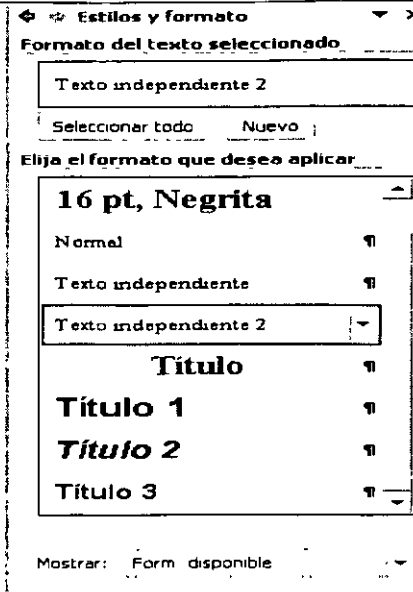 Estilos y formato
Formato del texto seleccionado
Texto independiente 2
Seleccionar todo Nuevo
Elija el formato que desea aplicar
16 pt, Negrita
Normal ¶
Texto independiente ¶
Texto independiente 2
Título ¶
Título 1 ¶
Título 2 ¶
Título 3 ¶
Mostrar: Form disponible